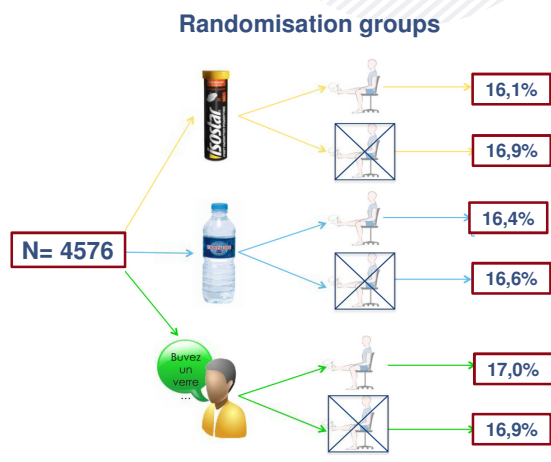 Randomisation groups
isostar
16,1%
16,9%
N= 4576
16,4%
16,6%
Buvez
un
verre
...
17,0%
16,9%